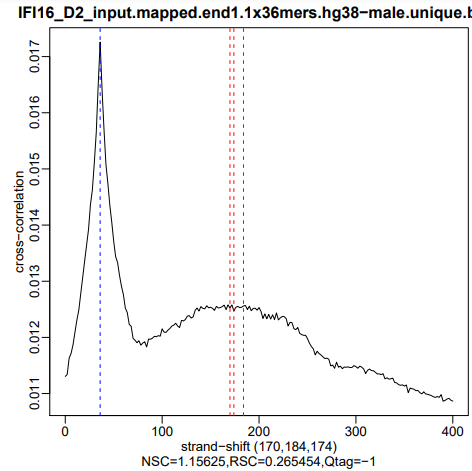 IFI16_D2_input.mapped.end1.1x36mers.hg38−male.unique.b
cross−correlation
0.017
0.016
0.015
0.014
0.013
0.012
0.011
0 100 200 300 400
strand−shift (170,184,174)
NSC=1.15625,RSC=0.265454,Qtag=−1